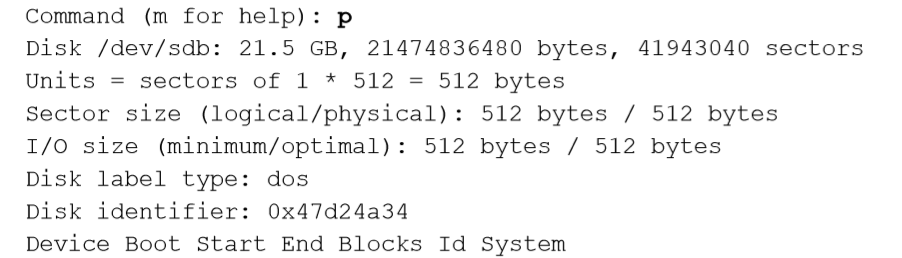 Command (m for help): p
Disk /dev/sdb: 21.5 GB, 21474836480 bytes, 41943040 sectors
Units = sectors of 1 * 512 = 512 bytes
Sector size (logical/physical): 512 bytes / 512 bytes
I/O size (minimum/optimal): 512 bytes / 512 bytes
Disk label type: dos
Disk identifier: 0x47d24a34
Device Boot Start End Blocks Id System